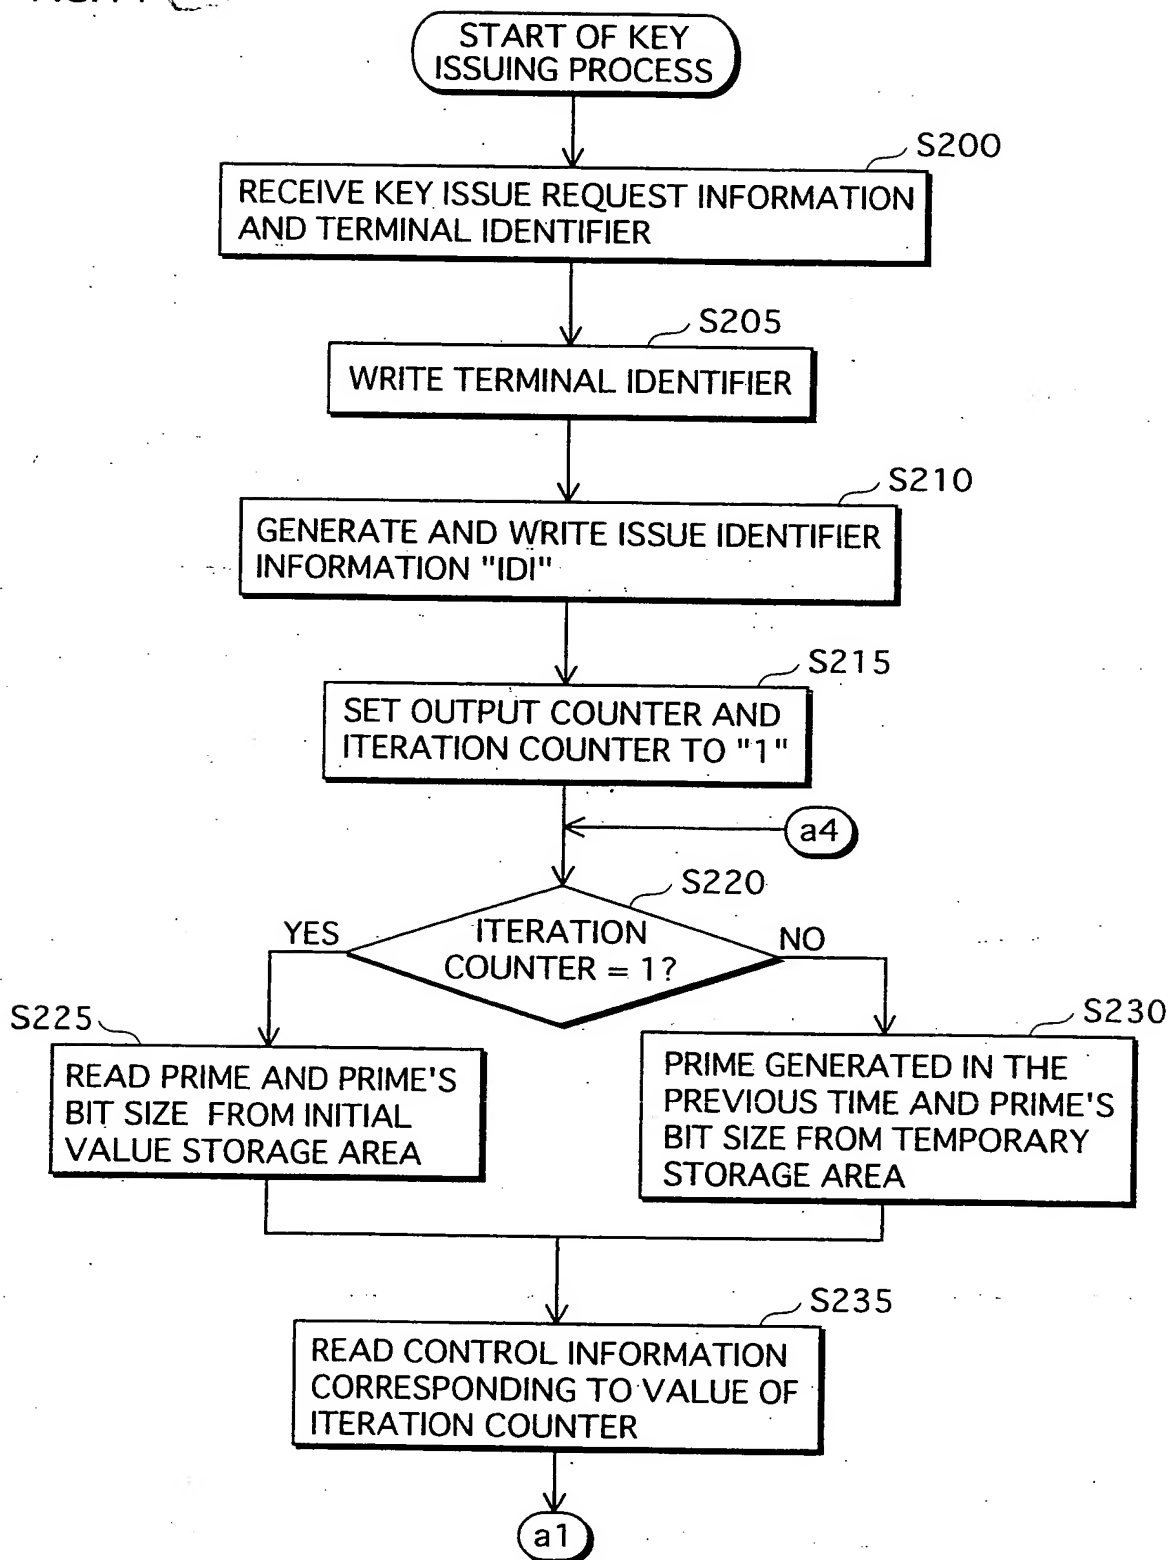 START OF KEY
ISSUING PROCESS
S200
RECEIVE KEY ISSUE REQUEST INFORMATION
AND TERMINAL IDENTIFIER
S205
WRITE TERMINAL IDENTIFIER
S210
GENERATE AND WRITE ISSUE IDENTIFIER
INFORMATION "IDI"
S215
SET OUTPUT COUNTER AND
ITERATION COUNTER TO "1"
a4
S220
YES
ITERATION
COUNTER = 1?
NO
S225
READ PRIME AND PRIME'S
BIT SIZE FROM INITIAL
VALUE STORAGE AREA
S230
PRIME GENERATED IN THE
PREVIOUS TIME AND PRIME'S
BIT SIZE FROM TEMPORARY
STORAGE AREA
S235
READ CONTROL INFORMATION
CORRESPONDING TO VALUE OF
ITERATION COUNTER
a1